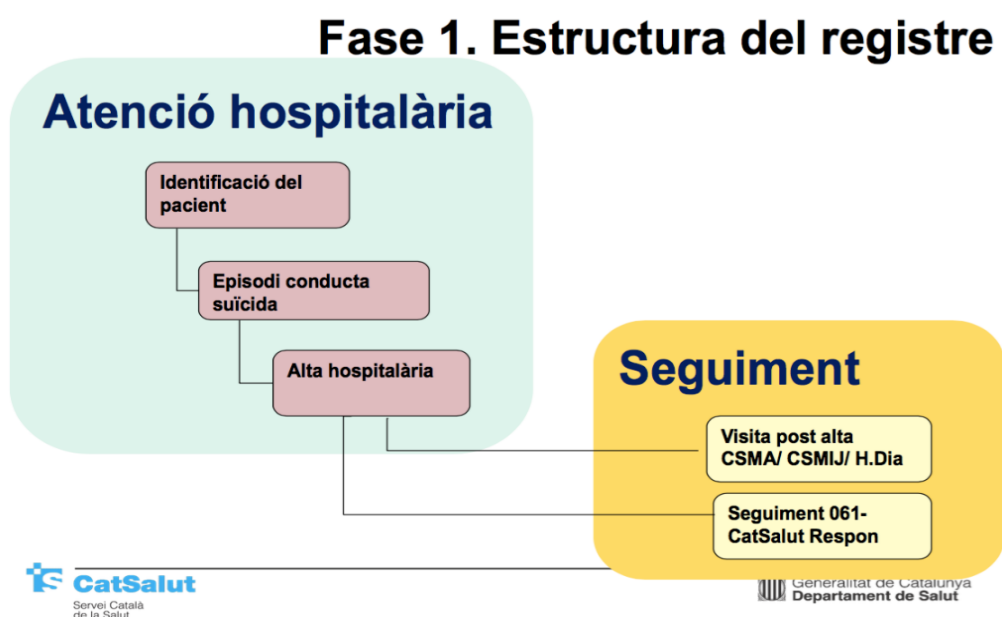 Fase 1. Estructura del registre
Atenció hospitalària
Identificació del
pacient
Episodi conducta
suïcida
Alta hospitalària
Seguiment
Visita post alta
CSMA/ CSMIJ/ H.Dia
Seguiment 061-
CatSalut Respon
CatSalut
Servei Català
de la Salut
Generalitat de Catalunya
Departament de Salut